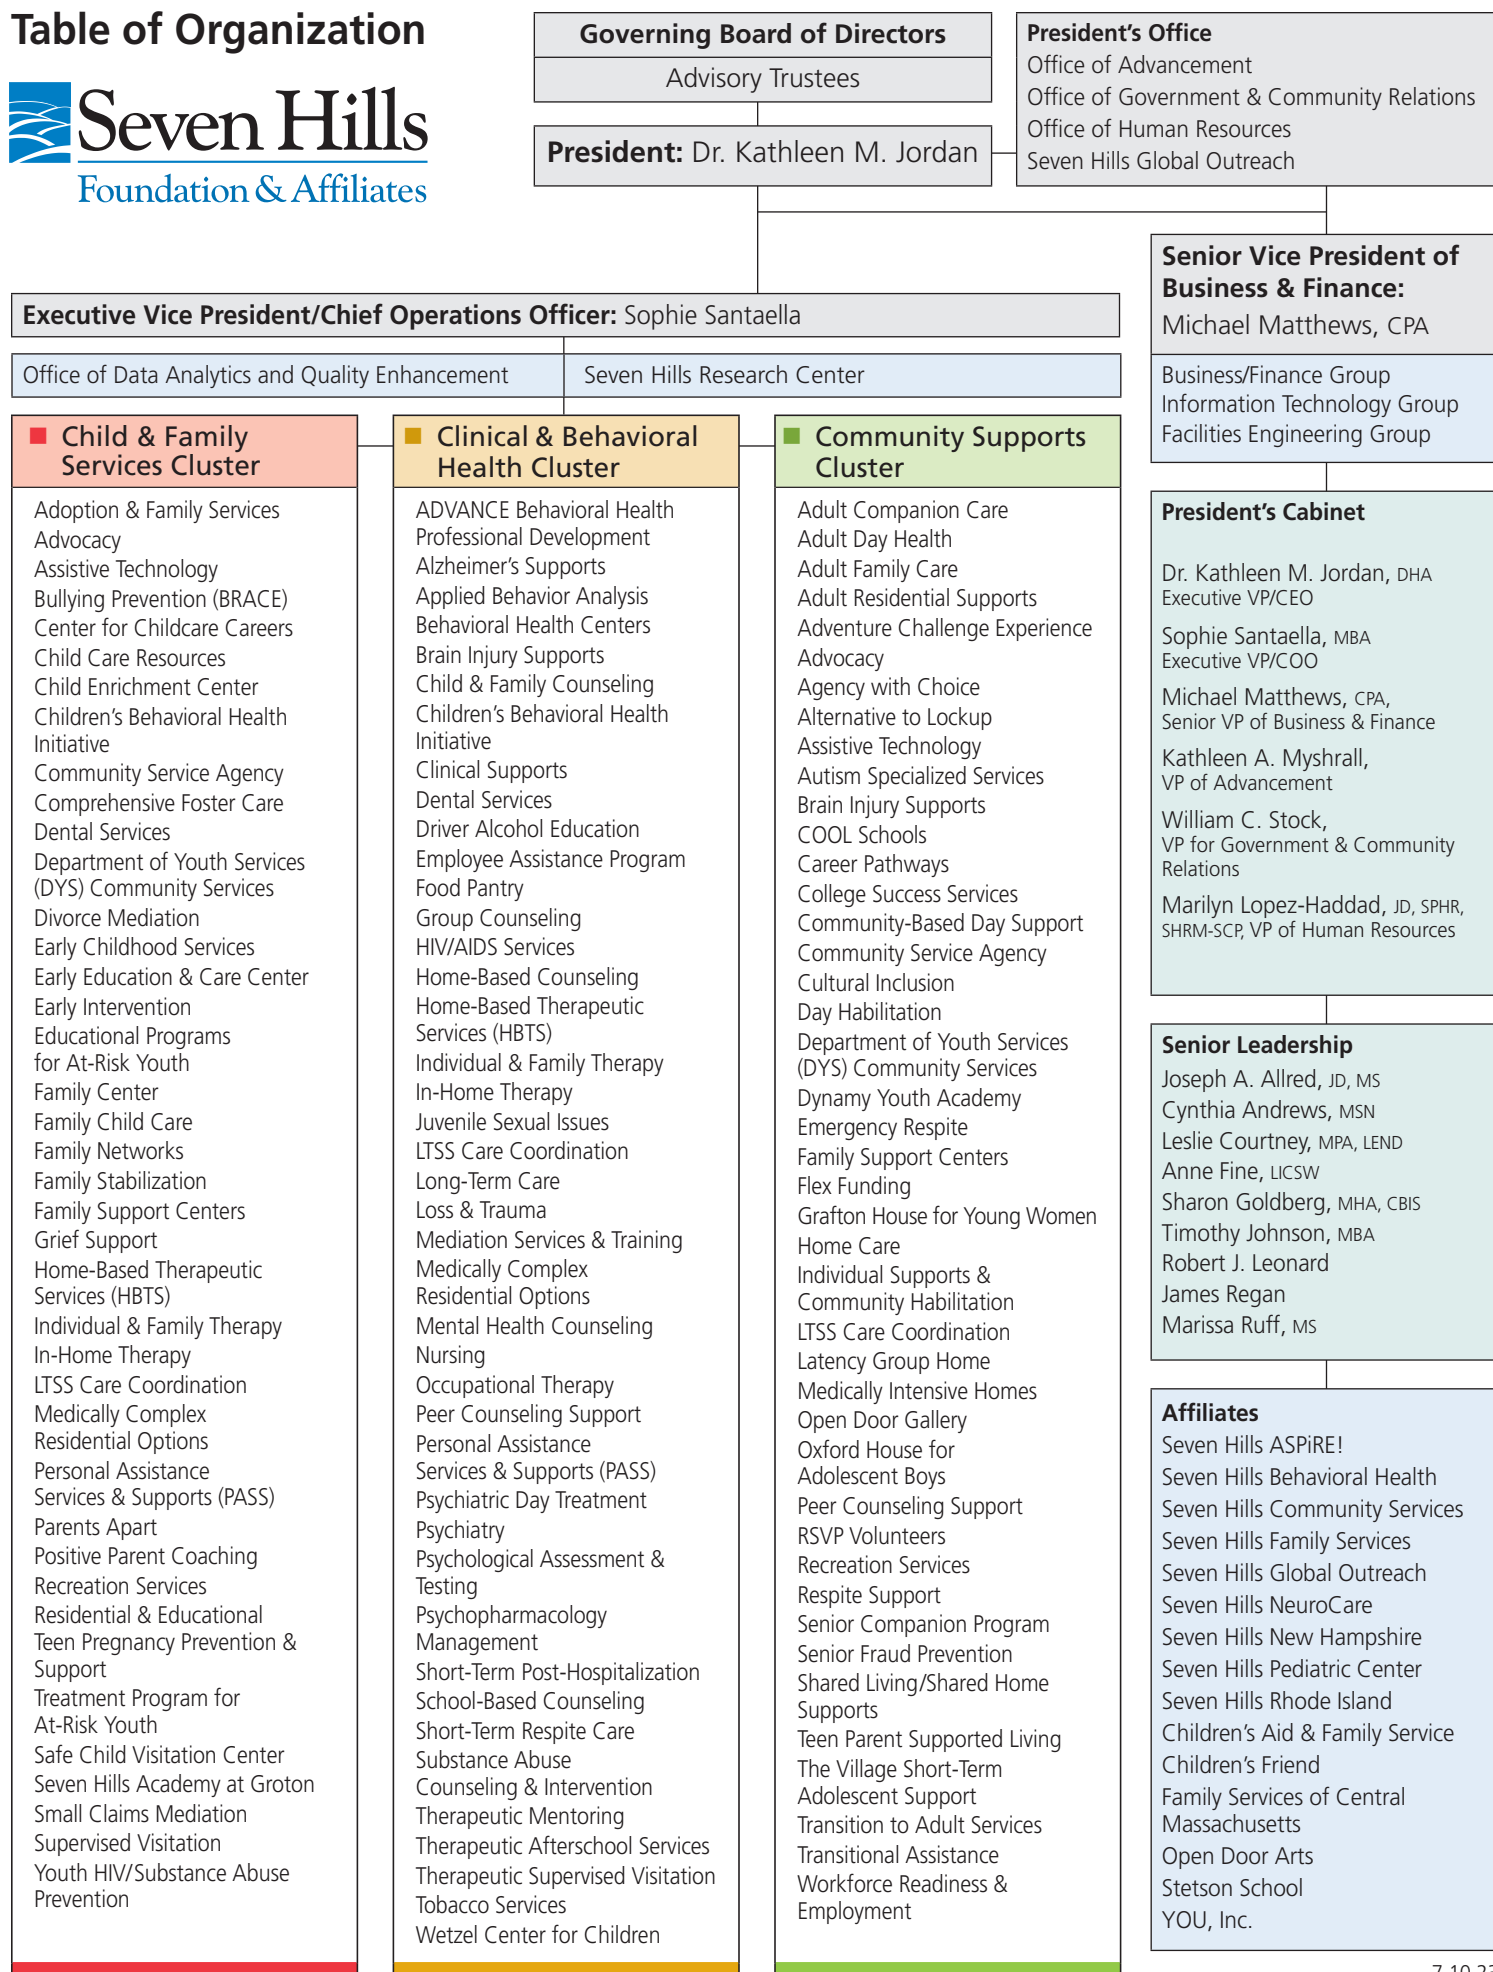 Table of Organization
Seven Hills
Foundation & Affiliates
Governing Board of Directors
Advisory Trustees
President: Dr. Kathleen M. Jordan
President's Office
Office of Advancement
Office of Government & Community Relations
Office of Human Resources
Seven Hills Global Outreach
Executive Vice President/Chief Operations Officer: Sophie Santaella
Office of Data Analytics and Quality Enhancement
Seven Hills Research Center
Child & Family
Services Cluster
Adoption & Family Services
Advocacy
Assistive Technology
Bullying Prevention (BRACE)
Center for Childcare Careers
Child Care Resources
Child Enrichment Center
Children's Behavioral Health
Initiative
Community Service Agency
Comprehensive Foster Care
Dental Services
Department of Youth Services
(DYS) Community Services
Divorce Mediation
Early Childhood Services
Early Education & Care Center
Early Intervention
Educational Programs
for At-Risk Youth
Family Center
Family Child Care
Family Networks
Family Stabilization
Family Support Centers
Grief Support
Home-Based Therapeutic
Services (HBTS)
Individual & Family Therapy
In-Home Therapy
LTSS Care Coordination
Medically Complex
Residential Options
Personal Assistance
Services & Supports (PASS)
Parents Apart
Positive Parent Coaching
Recreation Services
Residential & Educational
Teen Pregnancy Prevention &
Support
Treatment Program for
At-Risk Youth
Safe Child Visitation Center
Seven Hills Academy at Groton
Small Claims Mediation
Supervised Visitation
Youth HIV/Substance Abuse
Prevention
Clinical & Behavioral
Health Cluster
ADVANCE Behavioral Health
Professional Development
Alzheimer's Supports
Applied Behavior Analysis
Behavioral Health Centers
Brain Injury Supports
Child & Family Counseling
Children's Behavioral Health
Initiative
Clinical Supports
Dental Services
Driver Alcohol Education
Employee Assistance Program
Food Pantry
Group Counseling
HIV/AIDS Services
Home-Based Counseling
Home-Based Therapeutic
Services (HBTS)
Individual & Family Therapy
In-Home Therapy
Juvenile Sexual Issues
LTSS Care Coordination
Long-Term Care
Loss & Trauma
Mediation Services & Training
Medically Complex
Residential Options
Mental Health Counseling
Nursing
Occupational Therapy
Peer Counseling Support
Personal Assistance
Services & Supports (PASS)
Psychiatric Day Treatment
Psychiatry
Psychological Assessment &
Testing
Psychopharmacology
Management
Short-Term Post-Hospitalization
School-Based Counseling
Short-Term Respite Care
Substance Abuse
Counseling & Intervention
Therapeutic Mentoring
Therapeutic Afterschool Services
Therapeutic Supervised Visitation
Tobacco Services
Wetzel Center for Children
Community Supports
Cluster
Adult Companion Care
Adult Day Health
Adult Family Care
Adult Residential Supports
Adventure Challenge Experience
Advocacy
Agency with Choice
Alternative to Lockup
Assistive Technology
Autism Specialized Services
Brain Injury Supports
COOL Schools
Career Pathways
College Success Services
Community-Based Day Support
Community Service Agency
Cultural Inclusion
Day Habilitation
Department of Youth Services
(DYS) Community Services
Dynamy Youth Academy
Emergency Respite
Family Support Centers
Flex Funding
Grafton House for Young Women
Home Care
Individual Supports &
Community Habilitation
LTSS Care Coordination
Latency Group Home
Medically Intensive Homes
Open Door Gallery
Oxford House for
Adolescent Boys
Peer Counseling Support
RSVP Volunteers
Recreation Services
Respite Support
Senior Companion Program
Senior Fraud Prevention
Shared Living/Shared Home
Supports
Teen Parent Supported Living
The Village Short-Term
Adolescent Support
Transition to Adult Services
Transitional Assistance
Workforce Readiness &
Employment
Senior Vice President of
Business & Finance:
Michael Matthews, CPA
Business/Finance Group
Information Technology Group
Facilities Engineering Group
President's Cabinet
Dr. Kathleen M. Jordan, DHA
Executive VP/CEO
Sophie Santaella, MBA
Executive VP/COO
Michael Matthews, CPA,
Senior VP of Business & Finance
Kathleen A. Myshrall,
VP of Advancement
William C. Stock,
VP for Government & Community
Relations
Marilyn Lopez-Haddad, JD, SPHR,
SHRM-SCP, VP of Human Resources
Senior Leadership
Joseph A. Allred, JD, MS
Cynthia Andrews, MSN
Leslie Courtney, MPA, LEND
Anne Fine, LICSW
Sharon Goldberg, MHA, CBIS
Timothy Johnson, MBA
Robert J. Leonard
James Regan
Marissa Ruff, MS
Affiliates
Seven Hills ASPiRE!
Seven Hills Behavioral Health
Seven Hills Community Services
Seven Hills Family Services
Seven Hills Global Outreach
Seven Hills NeuroCare
Seven Hills New Hampshire
Seven Hills Pediatric Center
Seven Hills Rhode Island
Children's Aid & Family Service
Children's Friend
Family Services of Central
Massachusetts
Open Door Arts
Stetson School
YOU, Inc.